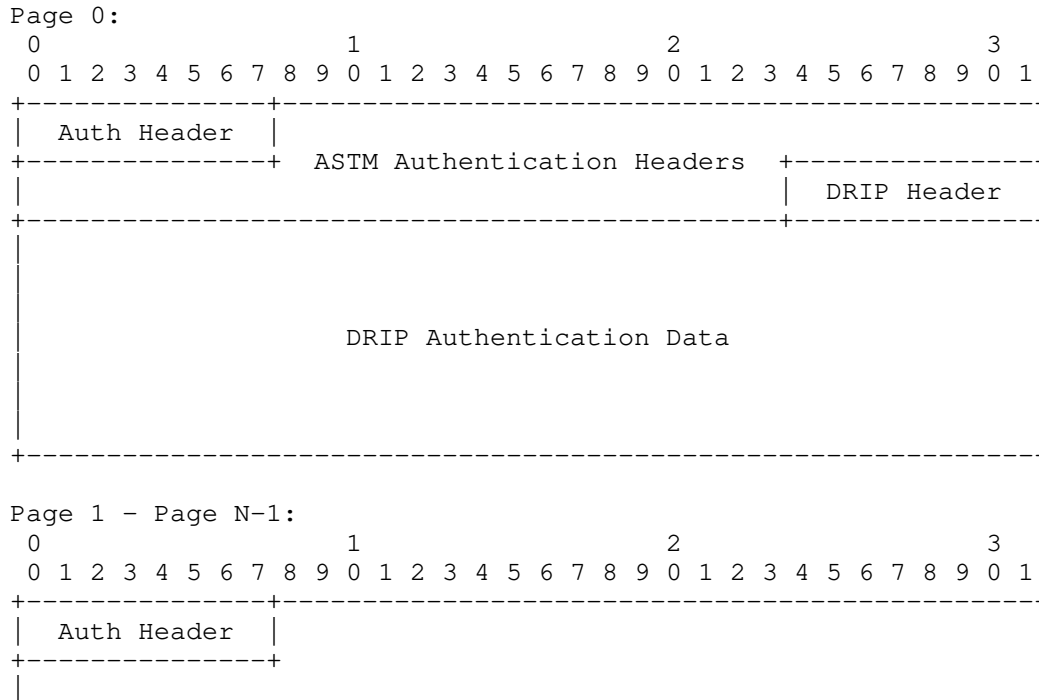 Page 0:
 0                   1                   2                   3
 0 1 2 3 4 5 6 7 8 9 0 1 2 3 4 5 6 7 8 9 0 1 2 3 4 5 6 7 8 9 0 1
+---------------+-----------------------------------------------
|  Auth Header  |
+---------------+  ASTM Authentication Headers  +---------------
|                                               |  DRIP Header
+-----------------------------------------------+---------------
|
|
|
|                    DRIP Authentication Data
|
|
|
+---------------------------------------------------------------
Page 1 - Page N-1:
 0                   1                   2                   3
 0 1 2 3 4 5 6 7 8 9 0 1 2 3 4 5 6 7 8 9 0 1 2 3 4 5 6 7 8 9 0 1
+---------------+-----------------------------------------------
|  Auth Header  |
+---------------+
|